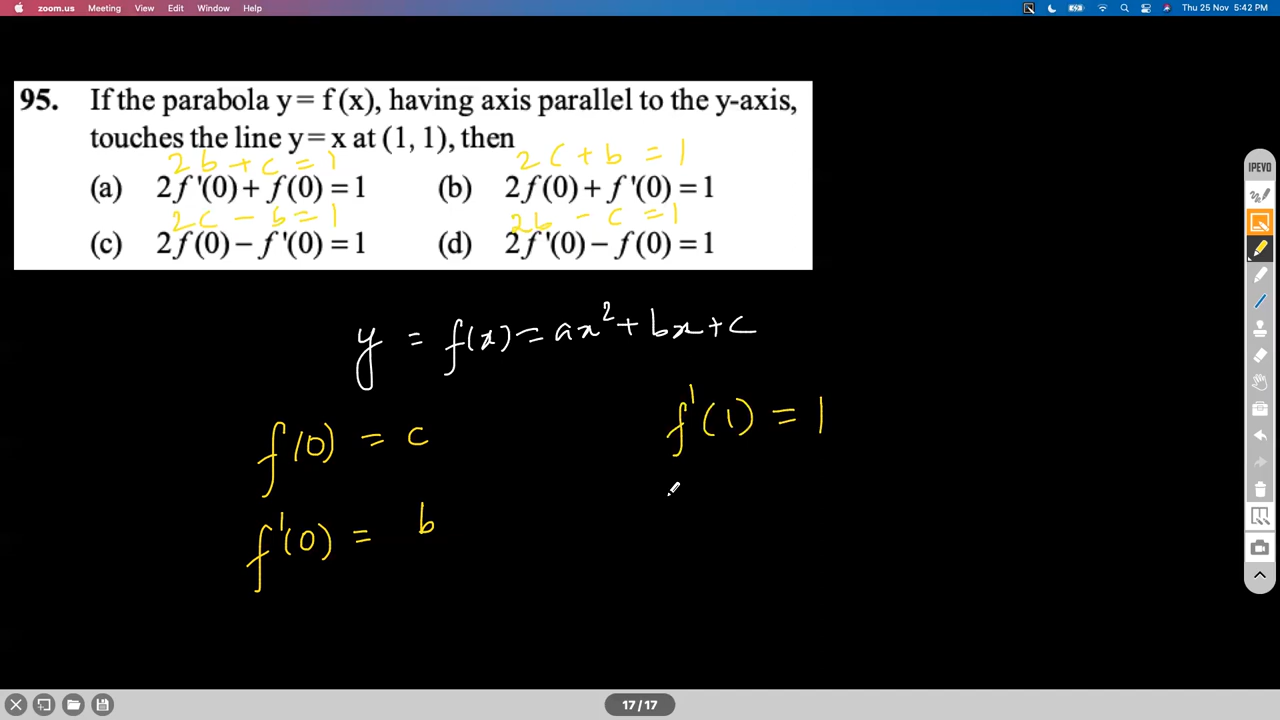 zoom.us Meeting View Edit Window Help Thu 25 Nov 5:42 PM
95. If the parabola y = f (x), having axis parallel to the y-axis,
touches the line y = x at (1, 1), then
2b + c = 1 2c + b = 1
(a) 2f '(0) + f (0) = 1 (b) 2f (0) + f '(0) = 1
2c - b = 1 2b - c = 1
(c) 2f (0) – f '(0) = 1 (d) 2f '(0) – f (0) = 1
y = f(x) = ax² + bx + c
f'(1) = 1
f(0) = c
f'(0) = b
IPEVO
17 / 17